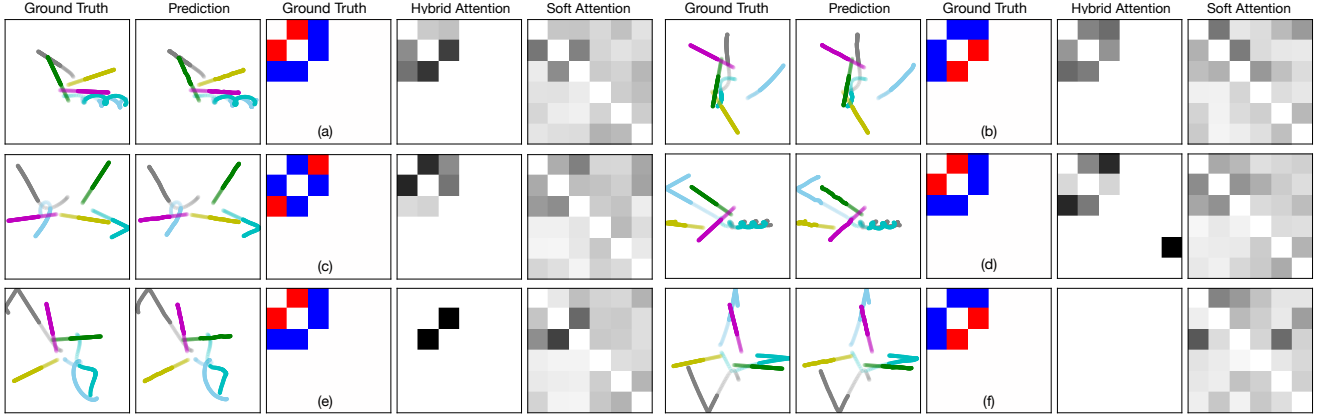 Ground Truth Prediction Ground Truth Hybrid Attention Soft Attention Ground Truth Prediction Ground Truth Hybrid Attention Soft Attention
(a) (b)
(c) (d)
(e) (f)